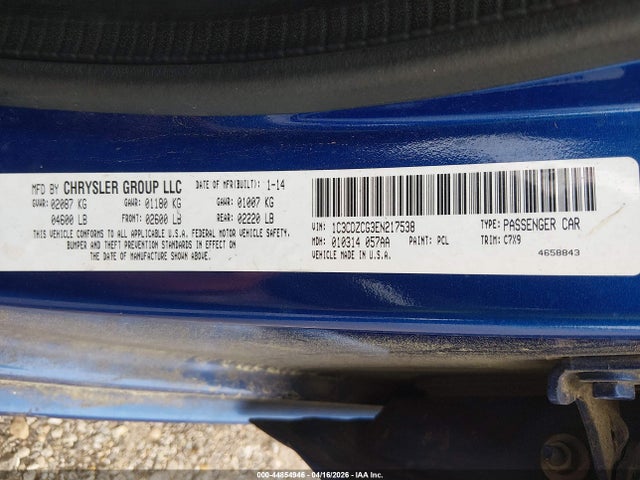 MFD BY CHRYSLER GROUP LLC DATE OF MFR(BUILT): 1-14
GVWR: 02087 KG GAWR: 01180 KG GAWR: 01007 KG
04600 LB FRONT: 02600 LB REAR: 02220 LB
THIS VEHICLE CONFORMS TO ALL APPLICABLE U.S.A. FEDERAL MOTOR VEHICLE SAFETY,
BUMPER AND THEFT PREVENTION STANDARDS IN EFFECT ON
THE DATE OF MANUFACTURE SHOWN ABOVE.
VIN: 1C3CDZCG3EN217538 TYPE: PASSENGER CAR
MDH: 010314 057AA PAINT: PCL TRIM: C7X9
VEHICLE MADE IN U.S.A. 4658843
000-44854946 - 04/16/2026 - IAA Inc.